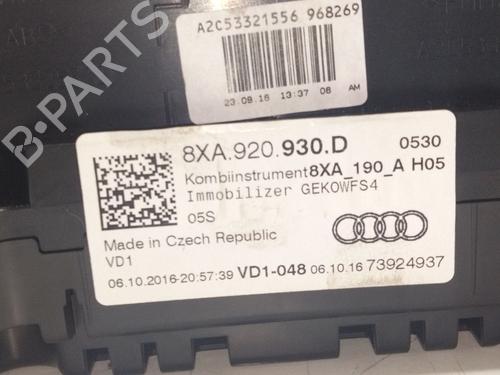 A2C53321556 968269
23.09.16 13:37 06 AM
8XA.920.930.D 0530
Kombiinstrument8XA_190_A H05
Immobilizer GEKOWFS4
05S
Made in Czech Republic
VD1
06.10.2016-20:57:39 VD1-048 06.10.16 73924937
B-PARTS